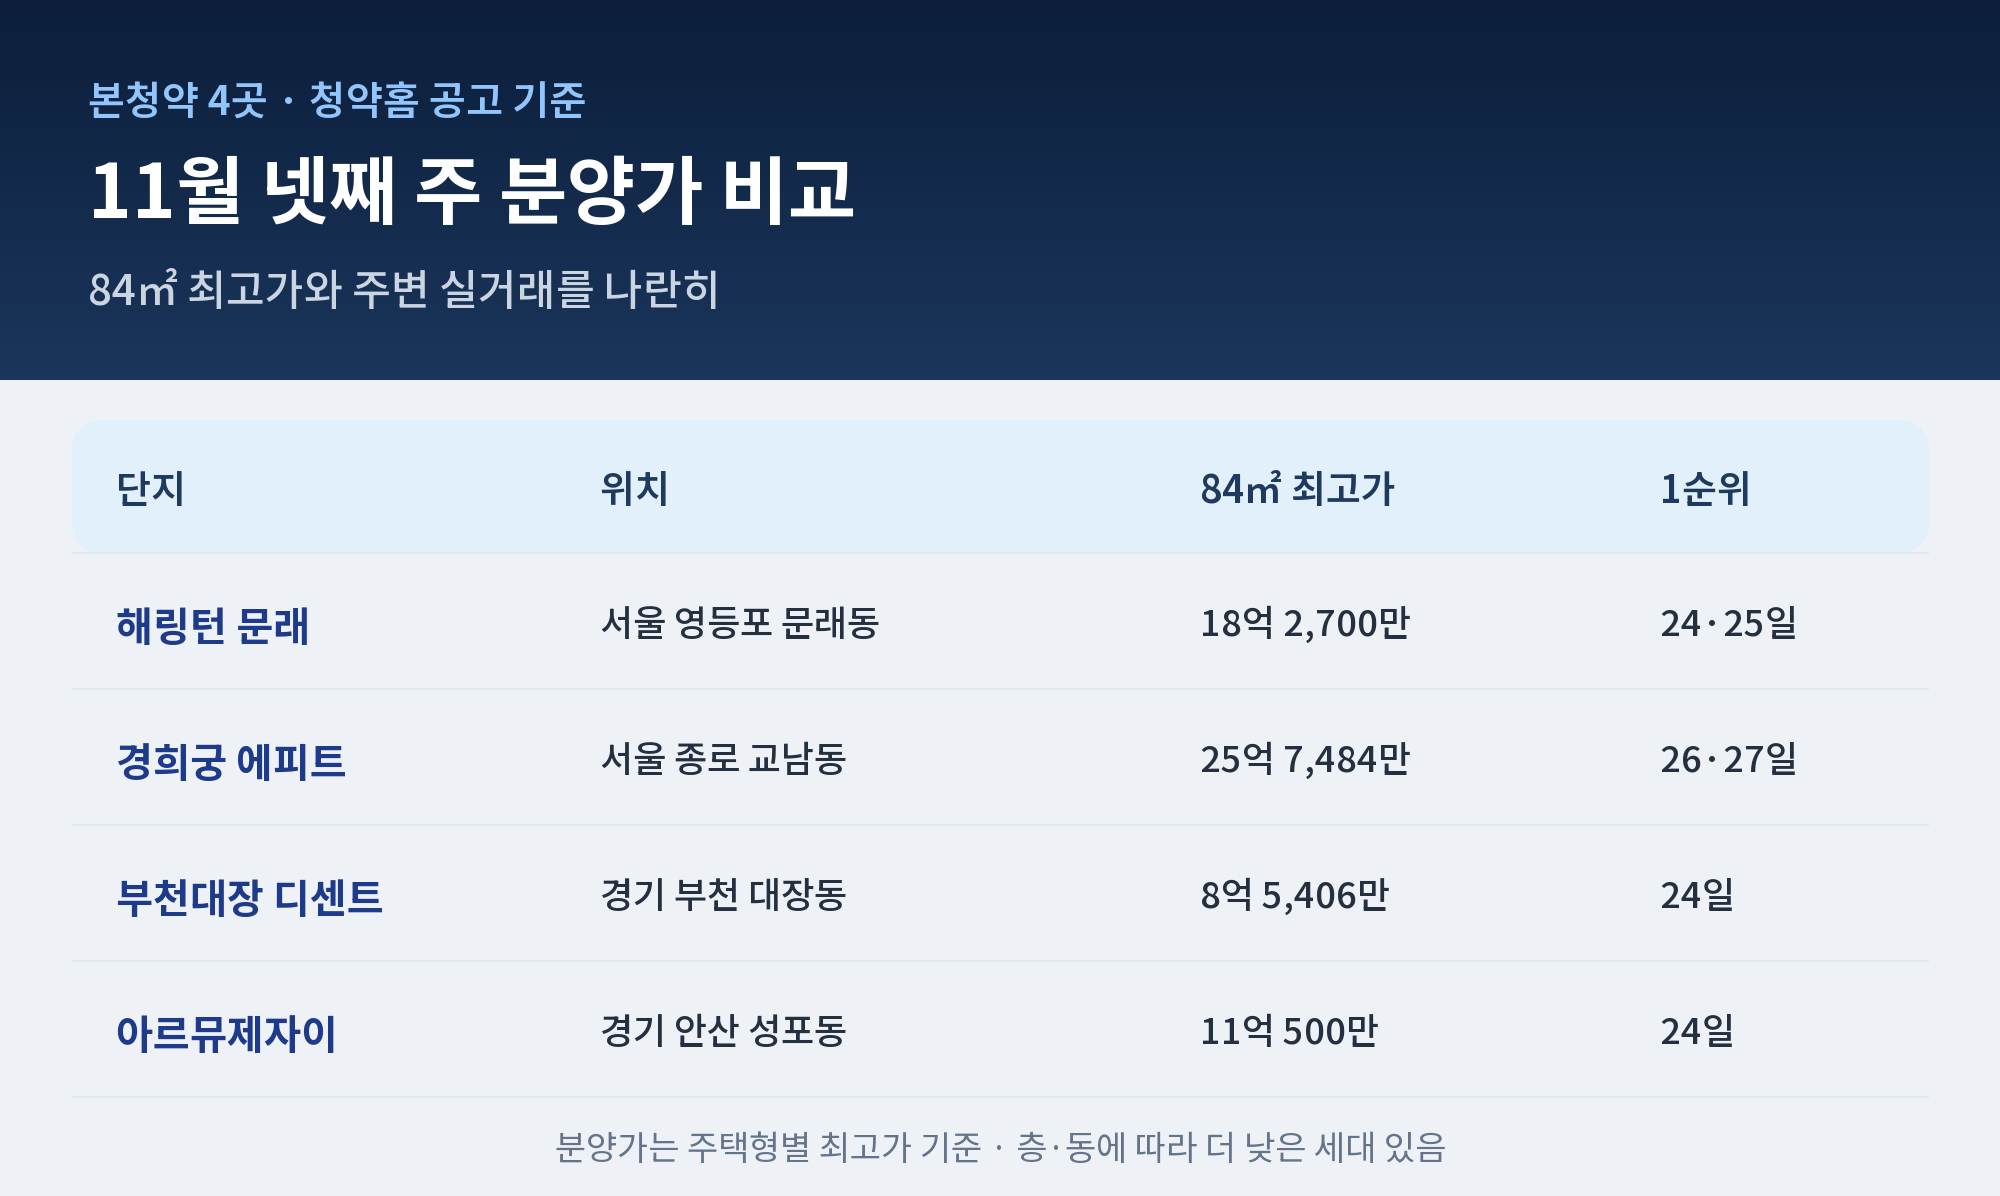 본청약 4곳 · 청약홈 공고 기준
11월 넷째 주 분양가 비교
84㎡ 최고가와 주변 실거래를 나란히
단지 위치 84㎡ 최고가 1순위
해링턴 문래 서울 영등포 문래동 18억 2,700만 24·25일
경희궁 에피트 서울 종로 교남동 25억 7,484만 26·27일
부천대장 디센트 경기 부천 대장동 8억 5,406만 24일
아르뮤제자이 경기 안산 성포동 11억 500만 24일
분양가는 주택형별 최고가 기준 · 층·동에 따라 더 낮은 세대 있음